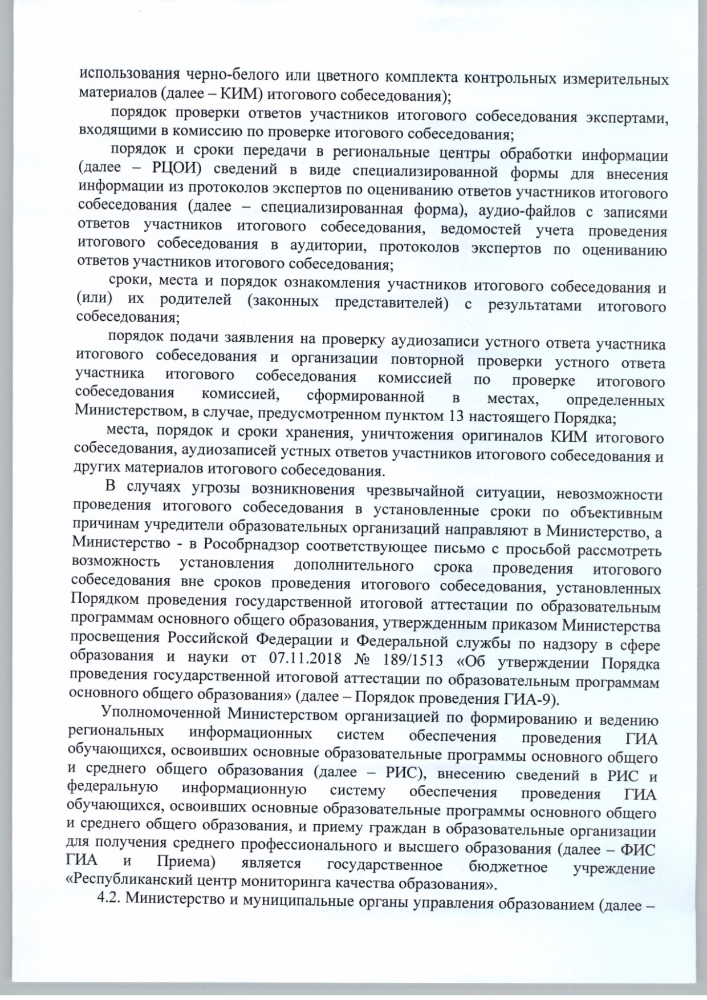 использования черно-белого или цветного комплекта контрольных измерительных
материалов (далее – КИМ) итогового собеседования);
порядок проверки ответов участников итогового собеседования экспертами,
входящими в комиссию по проверке итогового собеседования;
порядок и сроки передачи в региональные центры обработки информации
(далее – РЦОИ) сведений в виде специализированной формы для внесения
информации из протоколов экспертов по оцениванию ответов участников итогового
собеседования (далее – специализированная форма), аудио-файлов с записями
ответов участников итогового собеседования, ведомостей учета проведения
итогового собеседования в аудитории, протоколов экспертов по оцениванию
ответов участников итогового собеседования;
сроки, места и порядок ознакомления участников итогового собеседования и
(или) их родителей (законных представителей) с результатами итогового
собеседования;
порядок подачи заявления на проверку аудиозаписи устного ответа участника
итогового собеседования и организации повторной проверки устного ответа
участника итогового собеседования комиссией по проверке итогового
собеседования комиссией, сформированной в местах, определенных
Министерством, в случае, предусмотренном пунктом 13 настоящего Порядка;
места, порядок и сроки хранения, уничтожения оригиналов КИМ итогового
собеседования, аудиозаписей устных ответов участников итогового собеседования и
других материалов итогового собеседования.
В случаях угрозы возникновения чрезвычайной ситуации, невозможности
проведения итогового собеседования в установленные сроки по объективным
причинам учредители образовательных организаций направляют в Министерство, а
Министерство - в Рособрнадзор соответствующее письмо с просьбой рассмотреть
возможность установления дополнительного срока проведения итогового
собеседования вне сроков проведения итогового собеседования, установленных
Порядком проведения государственной итоговой аттестации по образовательным
программам основного общего образования, утвержденным приказом Министерства
просвещения Российской Федерации и Федеральной службы по надзору в сфере
образования и науки от 07.11.2018 № 189/1513 «Об утверждении Порядка
проведения государственной итоговой аттестации по образовательным программам
основного общего образования» (далее – Порядок проведения ГИА-9).
Уполномоченной Министерством организацией по формированию и ведению
региональных информационных систем обеспечения проведения ГИА
обучающихся, освоивших основные образовательные программы основного общего
и среднего общего образования (далее – РИС), внесению сведений в РИС и
федеральную информационную систему обеспечения проведения ГИА
обучающихся, освоивших основные образовательные программы основного общего
и среднего общего образования, и приему граждан в образовательные организации
для получения среднего профессионального и высшего образования (далее – ФИС
ГИА и Приема) является государственное бюджетное учреждение
«Республиканский центр мониторинга качества образования».
4.2. Министерство и муниципальные органы управления образованием (далее –